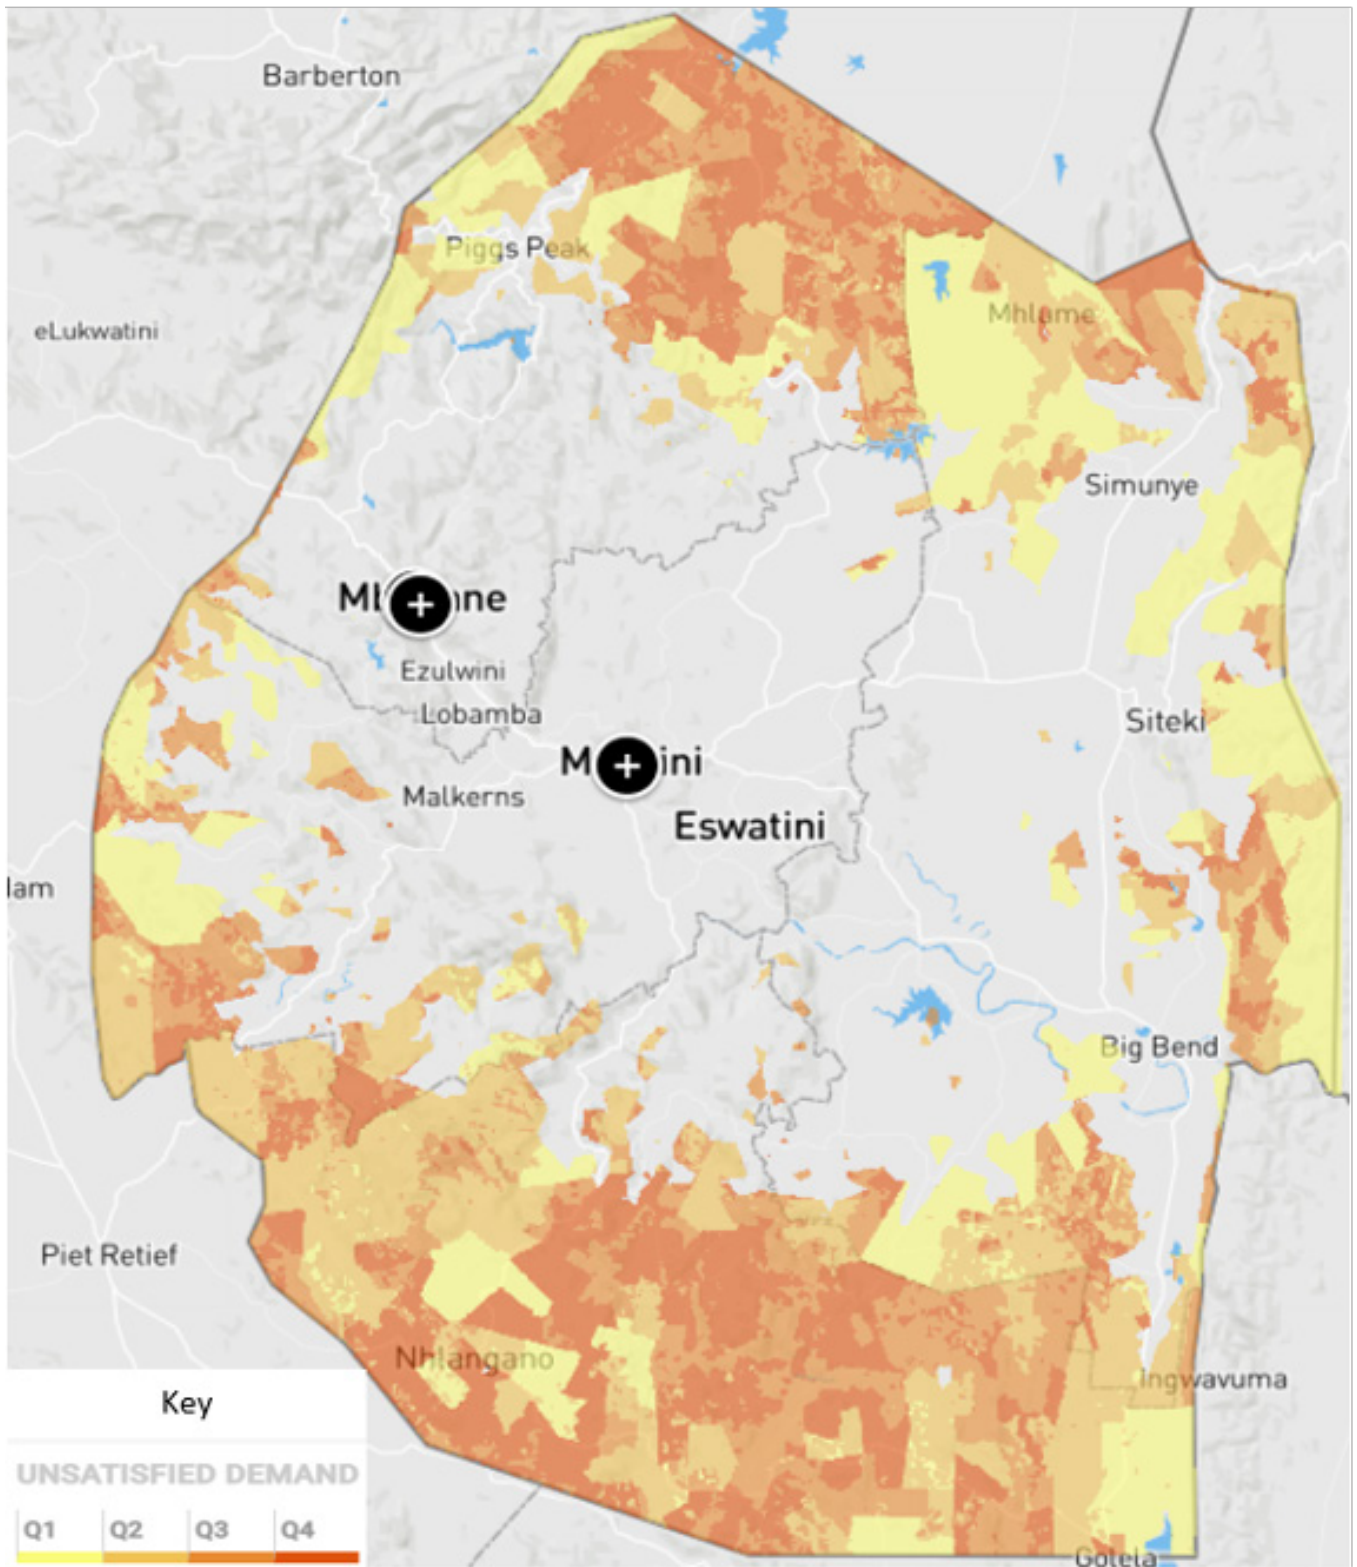 Barberton
Piggs Peak
eLukwatini
Mhlume
Simunye
Ezulwini
Lobamba
Siteki
Malkerns
Eswatini
Big Bend
Piet Retief
Nhlangano
Ingwavuma
Key
UNSATISFIED DEMAND
Q1 Q2 Q3 Q4
Golela